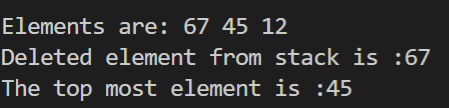 Elements are: 67 45 12
Deleted element from stack is :67
The top most element is :45